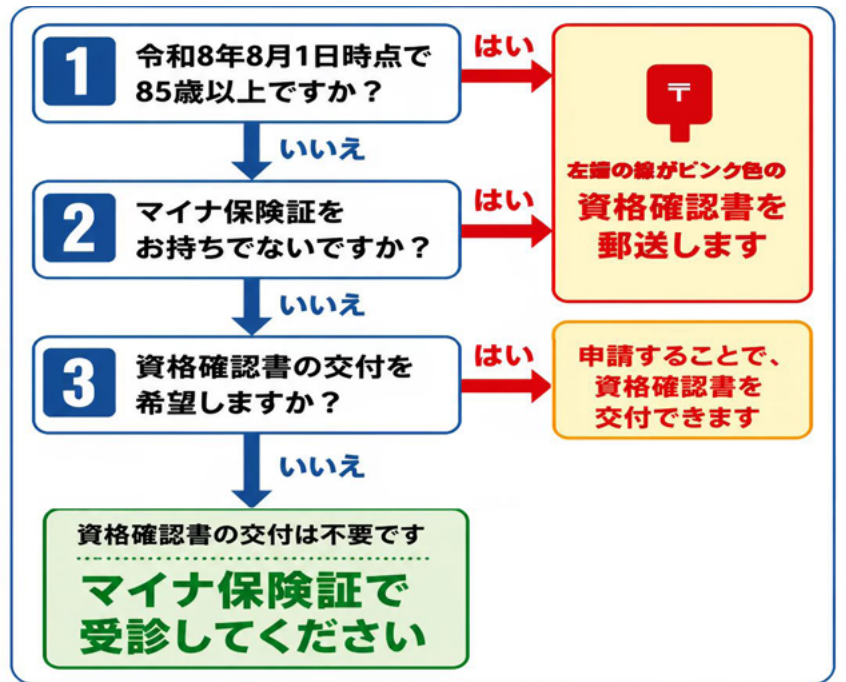 1
令和8年8月1日時点で
85歳以上ですか？
はい
〒
左端の線がピンク色の
資格確認書を
郵送します
いいえ
2
マイナ保険証を
お持ちでないですか？
はい
いいえ
3
資格確認書の交付を
希望しますか？
はい
申請することで、
資格確認書を
交付できます
いいえ
資格確認書の交付は不要です
マイナ保険証で
受診してください